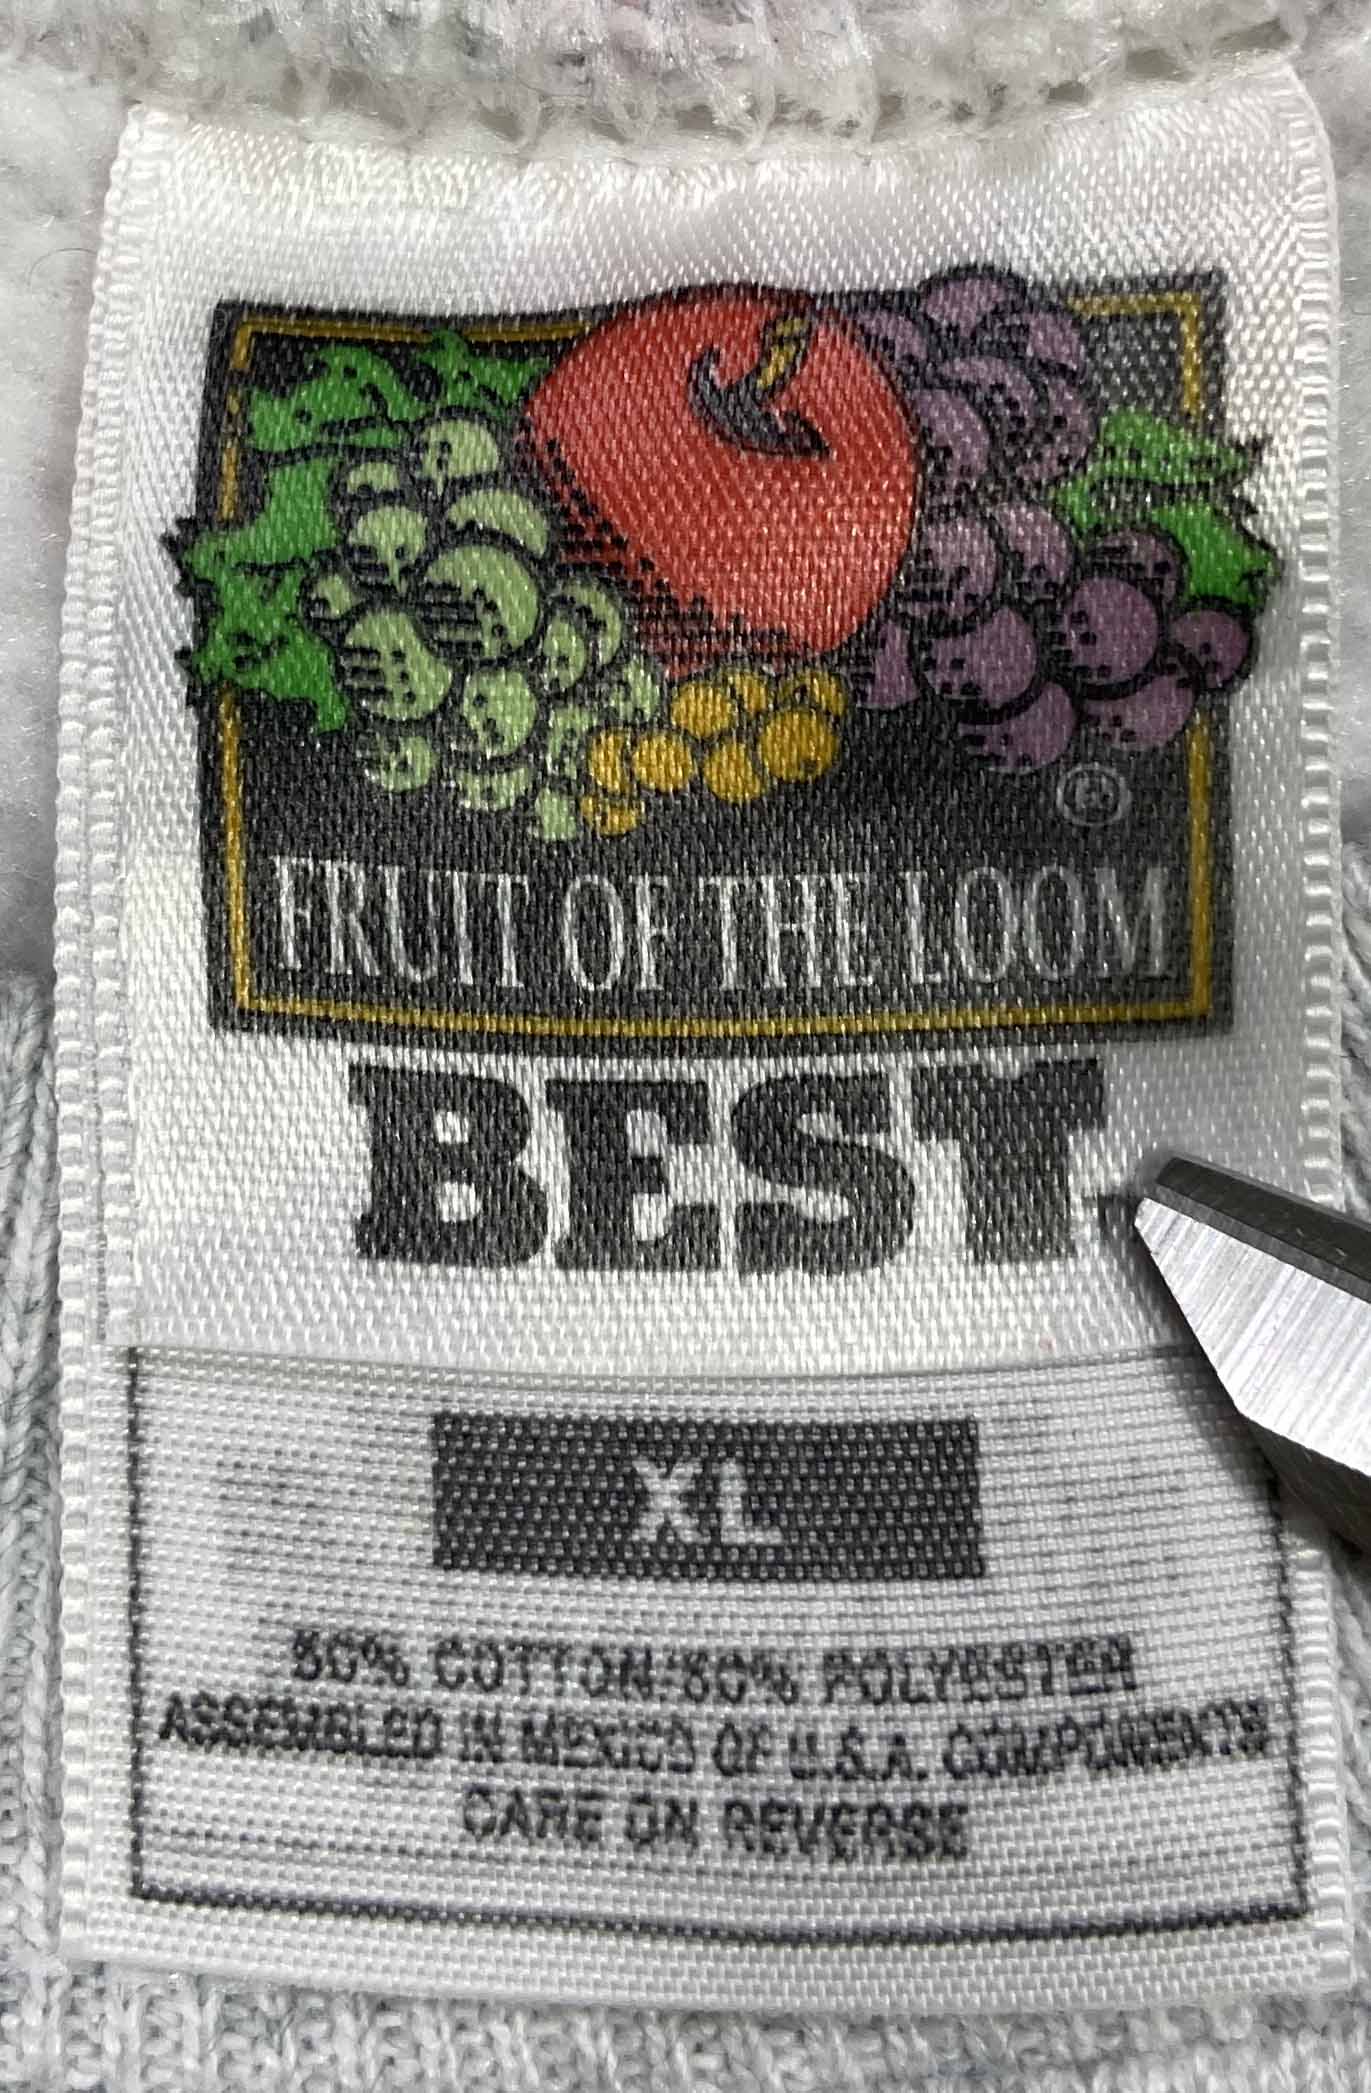 ®
FRUIT OF THE LOOM
BEST
XL
50% COTTON/50% POLYESTER
ASSEMBLED IN MEXICO OF U.S.A. COMPONENTS
CARE ON REVERSE